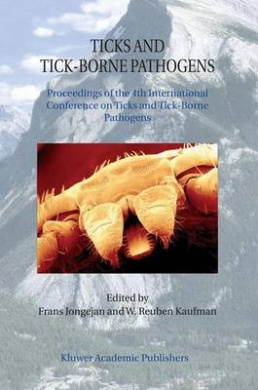 TICKS AND
TICK-BORNE PATHOGENS
Proceedings of the 4th International
Conference on Ticks and Tick-Borne
Pathogens
Edited by
Frans Jongejan and W. Reuben Kaufman
Kluwer Academic Publishers